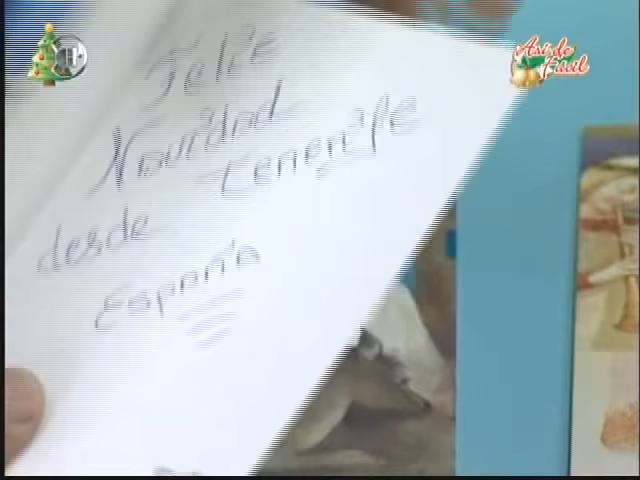 Feliz
Navidad
desde Tenerife
España
Así de
Fácil